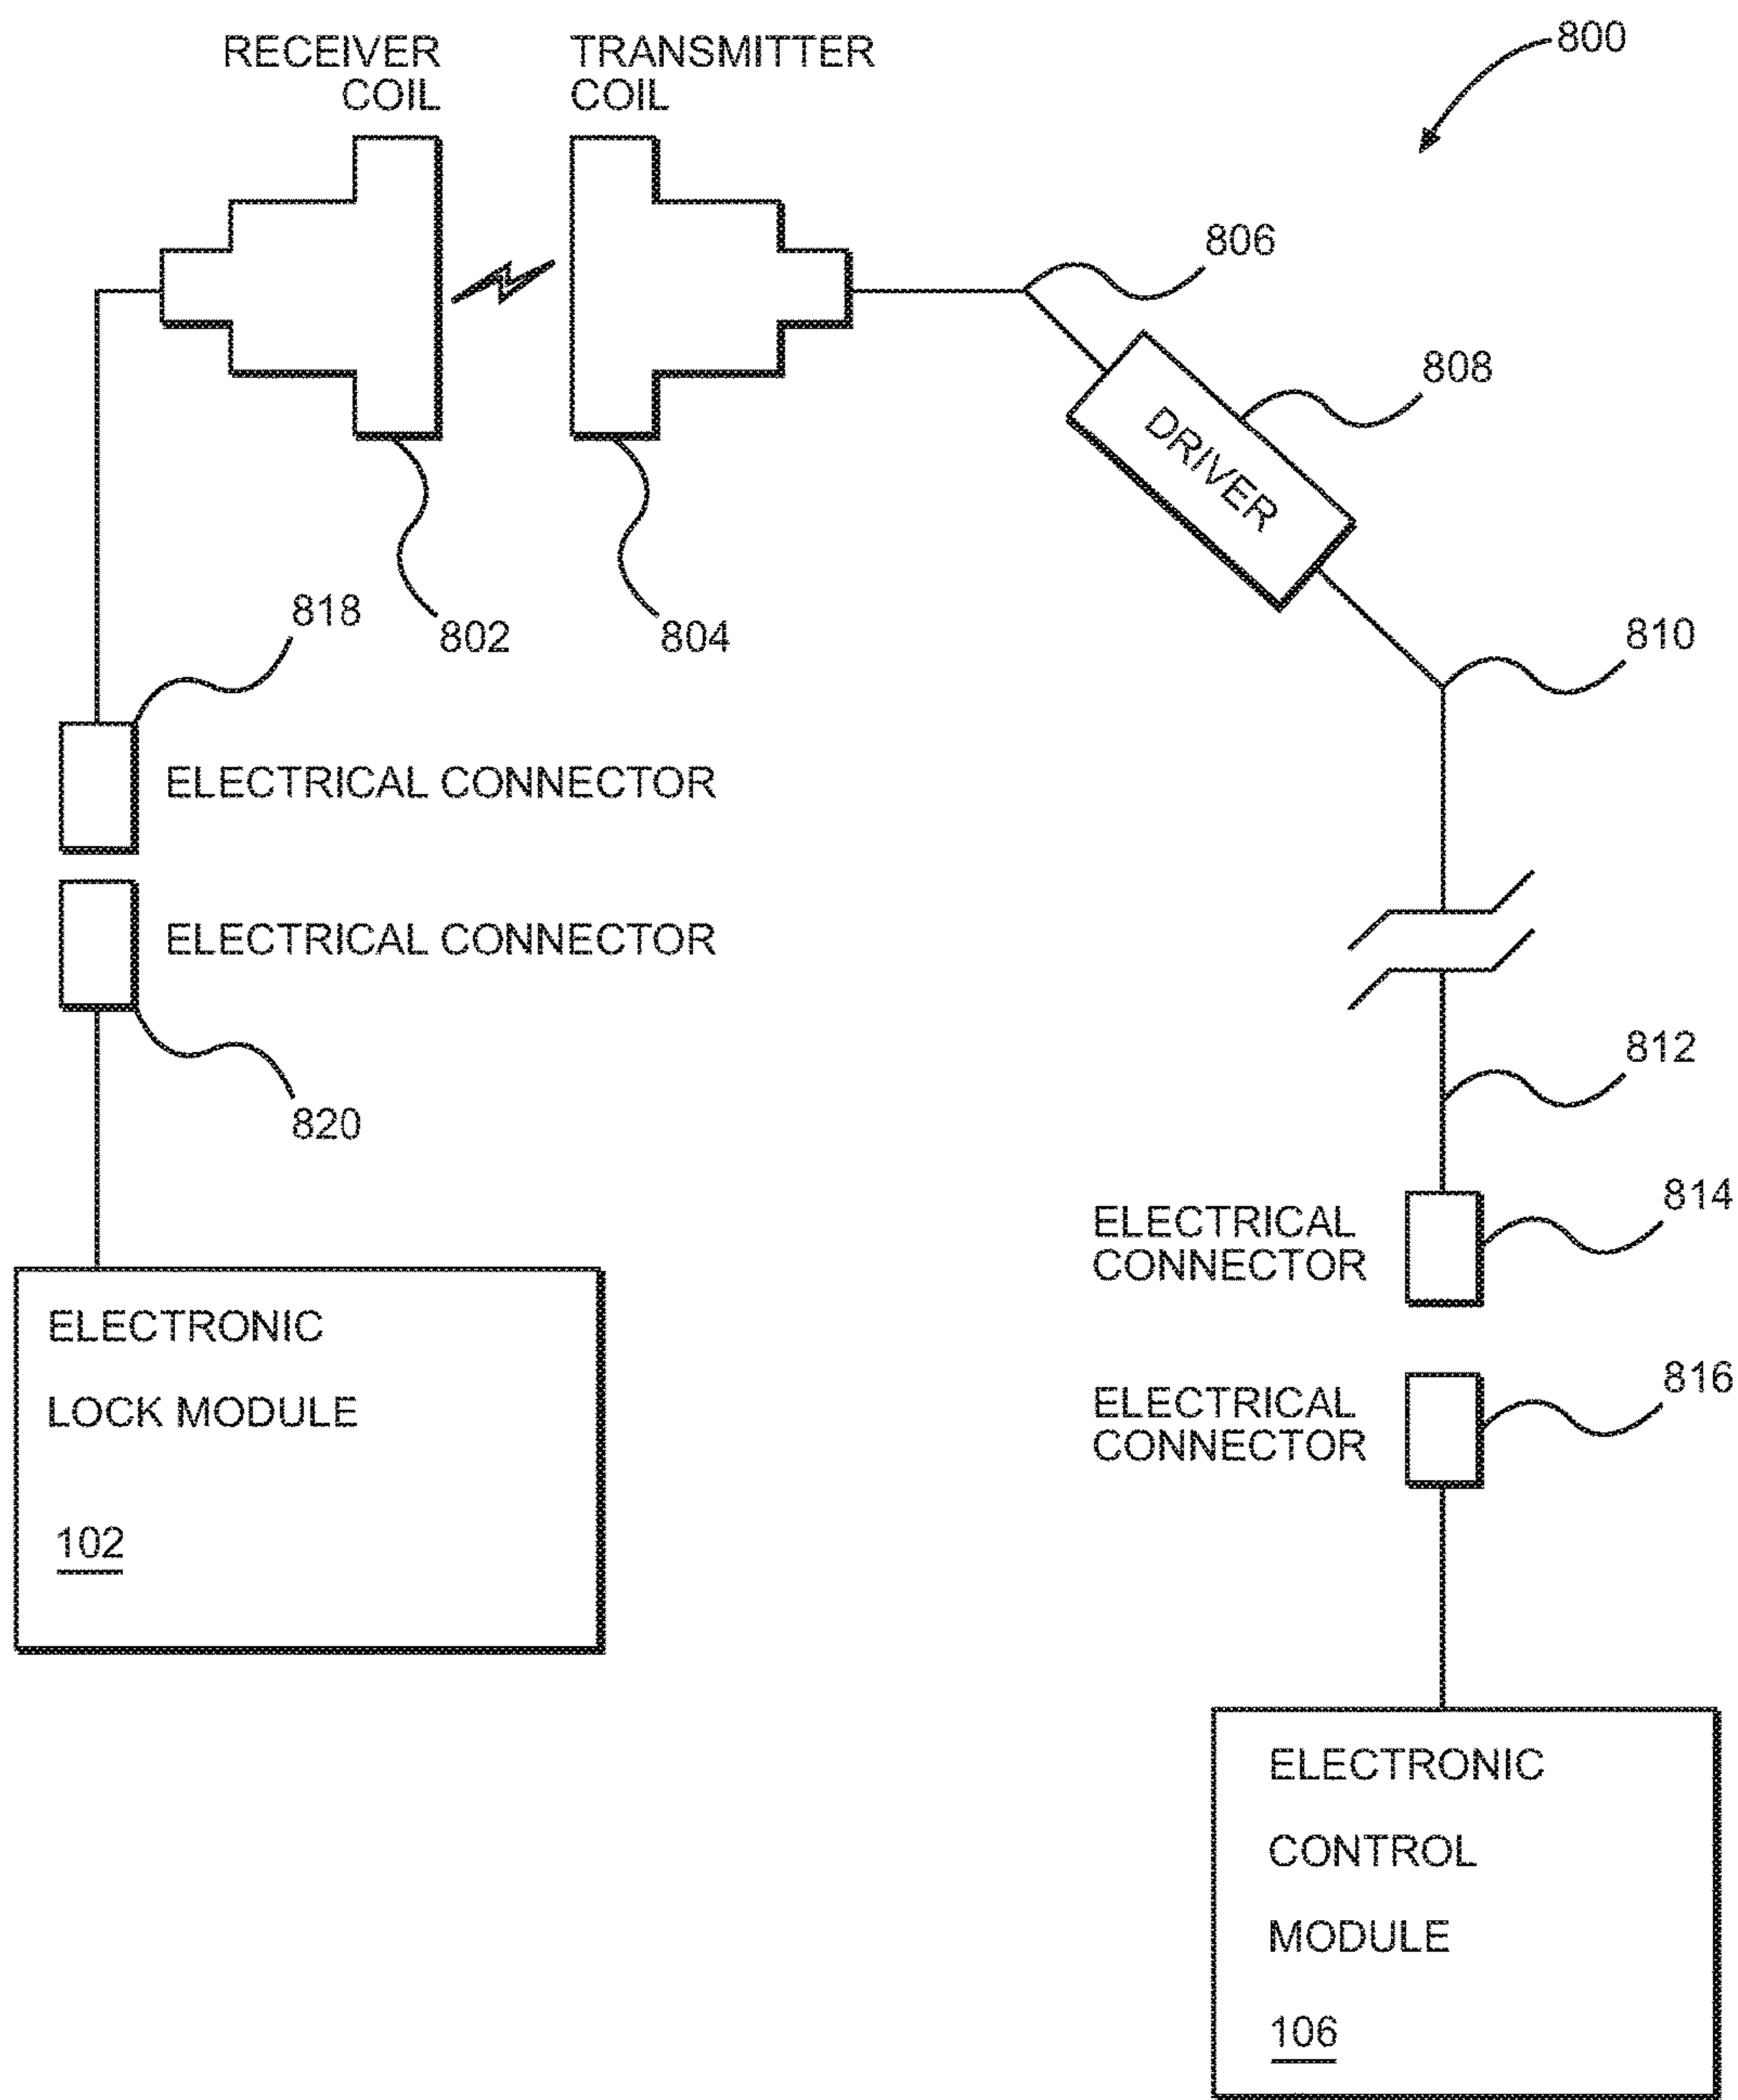 800
RECEIVER
COIL
TRANSMITTER
COIL
806
808
DRIVER
802
804
818
810
ELECTRICAL CONNECTOR
ELECTRICAL CONNECTOR
812
820
814
ELECTRICAL
CONNECTOR
816
ELECTRICAL
CONNECTOR
ELECTRONIC
LOCK MODULE
102
ELECTRONIC
CONTROL
MODULE
106